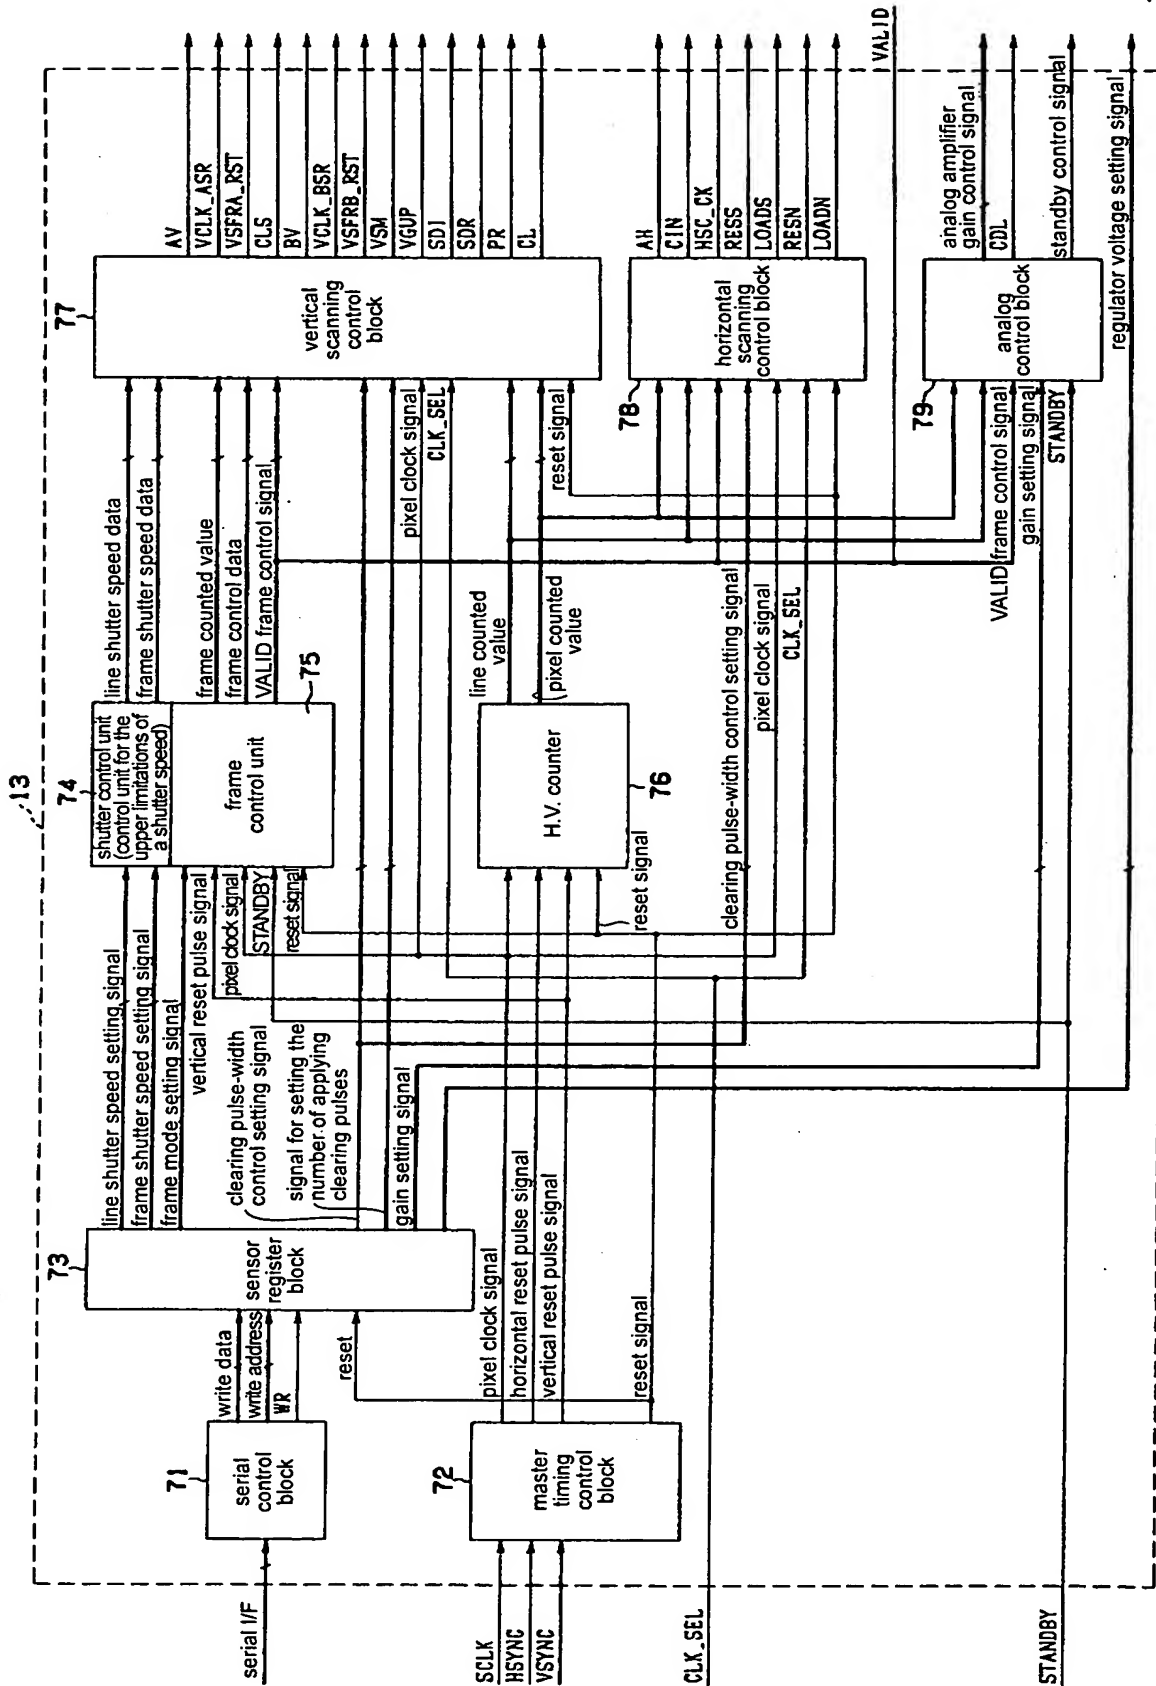 13
serial I/F
SCLK
HSYNC
VSYNC
CLK_SEL
STANDBY
71
serial
control
block
write data
write address
WR
72
master
timing
control
block
reset
pixel clock signal
horizontal reset pulse signal
vertical reset pulse signal
reset signal
73
sensor
register
block
line shutter speed setting signal
frame shutter speed setting signal
frame mode setting signal
vertical reset pulse signal
pixel clock signal
STANDBY
reset signal
clearing pulse-width
control setting signal
signal for setting the
number of applying
clearing pulses
gain setting signal
74
shutter control unit
(control unit for the
upper limitations of
a shutter speed)
frame
control unit
75
H.V. counter
76
reset signal
line shutter speed data
frame shutter speed data
frame counted value
frame control data
VALID frame control signal
line counted
value
pixel counted
value
clearing pulse-width control setting signal
pixel clock signal
CLK_SEL
pixel clock signal
CLK_SEL
reset signal
VALID frame control signal
gain setting signal
STANDBY
77
vertical
scanning
control
block
78
horizontal
scanning
control block
79
analog
control block
AV
VCLK_ASR
VSFRA_RST
CLS
BV
VCLK_BSR
VSFRB_RST
VSM
VGUP
SDI
SDR
PR
CL
AH
CIN
HSC_CK
RESS
LOADS
RESN
LOADN
VALID
analog amplifier
gain control signal
CDL
standby control signal
regulator voltage setting signal